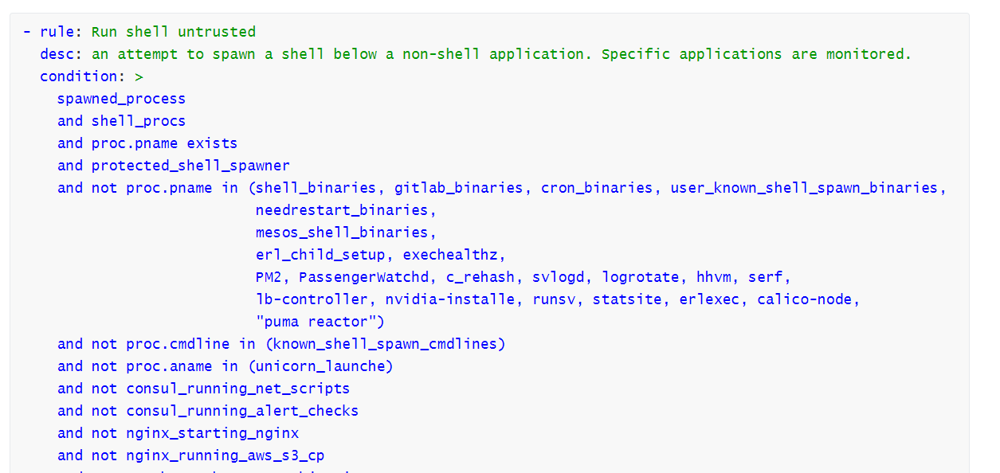 - rule: Run shell untrusted
  desc: an attempt to spawn a shell below a non-shell application. Specific applications are monitored.
  condition: >
    spawned_process
    and shell_procs
    and proc.pname exists
    and protected_shell_spawner
    and not proc.pname in (shell_binaries, gitlab_binaries, cron_binaries, user_known_shell_spawn_binaries,
                           needrestart_binaries,
                           mesos_shell_binaries,
                           erl_child_setup, exechealthz,
                           PM2, PassengerWatchd, c_rehash, svlogd, logrotate, hhvm, serf,
                           lb-controller, nvidia-installe, runsv, statsite, erlexec, calico-node,
                           "puma reactor")
    and not proc.cmdline in (known_shell_spawn_cmdlines)
    and not proc.aname in (unicorn_launche)
    and not consul_running_net_scripts
    and not consul_running_alert_checks
    and not nginx_starting_nginx
    and not nginx_running_aws_s3_cp